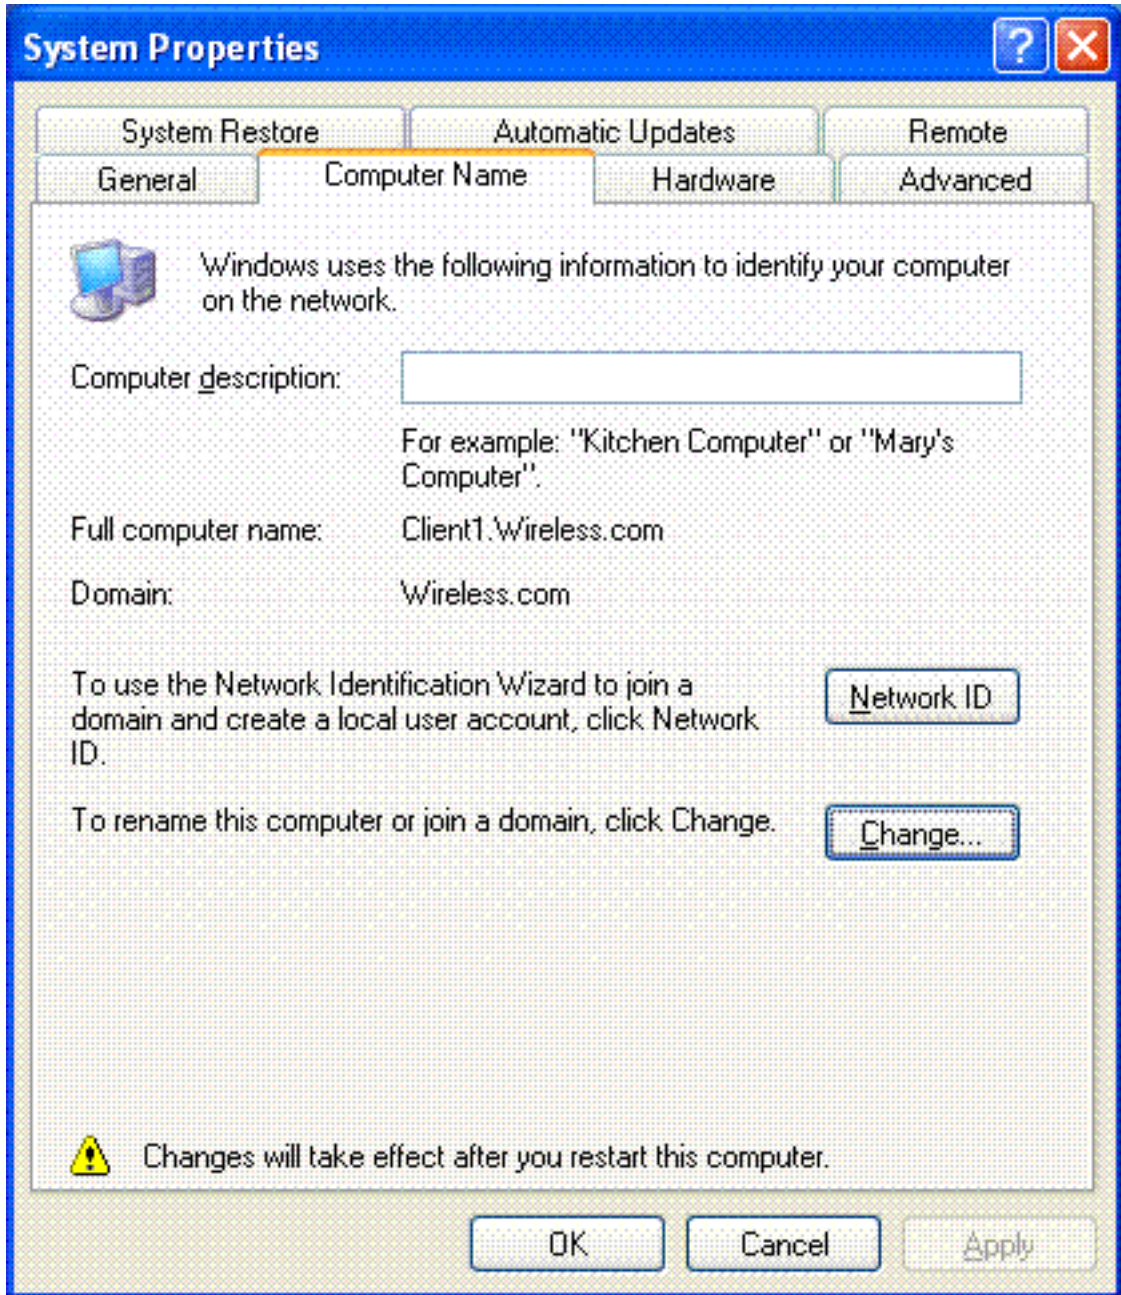 System Properties
System Restore
Automatic Updates
Remote
General
Computer Name
Hardware
Advanced
Windows uses the following information to identify your computer
on the network.
Computer description:
For example: "Kitchen Computer" or "Mary's
Computer".
Full computer name:
Client1.Wireless.com
Domain:
Wireless.com
To use the Network Identification Wizard to join a
domain and create a local user account, click Network
ID.
Network ID
To rename this computer or join a domain, click Change.
Change...
Changes will take effect after you restart this computer.
OK
Cancel
Apply